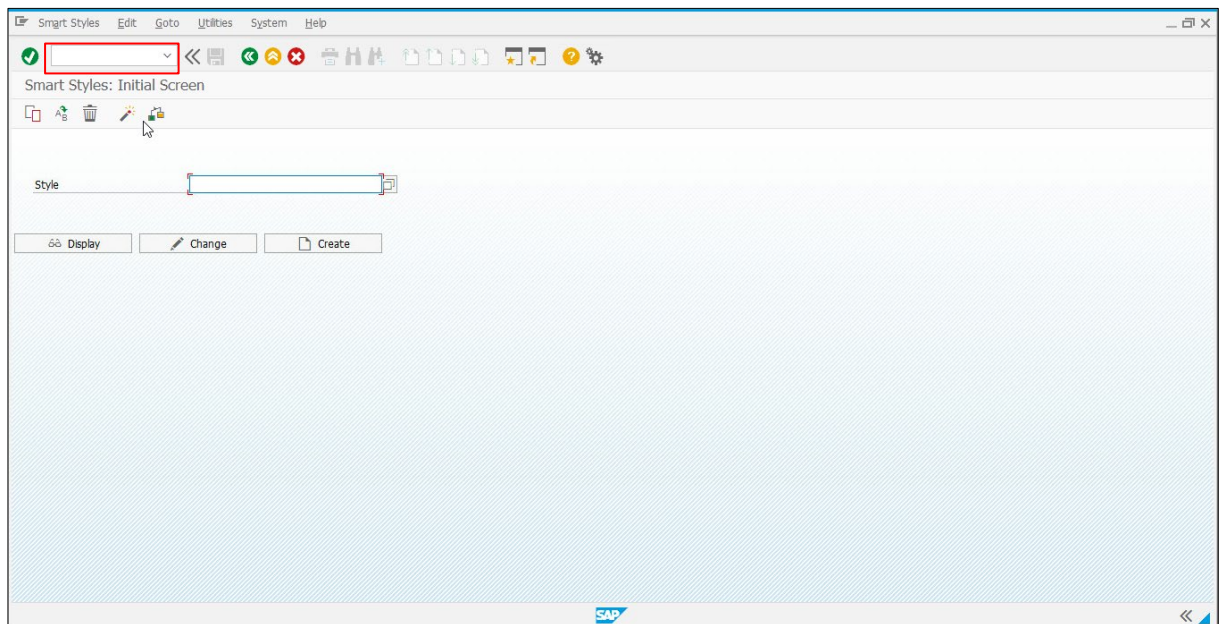 Smart Styles Edit Goto Utilities System Help
Smart Styles: Initial Screen
Style
Display Change Create
SAP